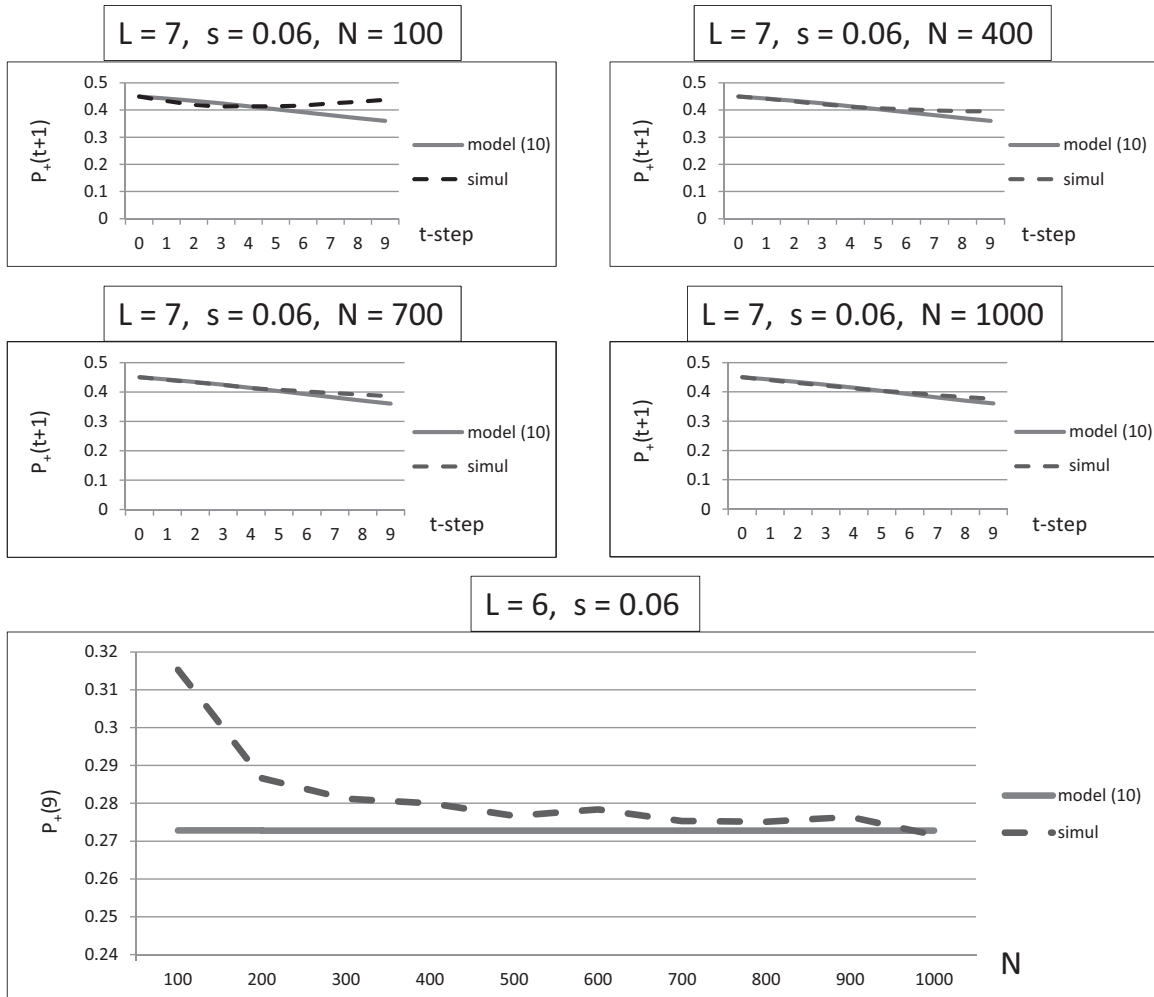 L = 7, s = 0.06, N = 100
P+(t+1)
0.5
0.4
0.3
0.2
0.1
0
0 1 2 3 4 5 6 7 8 9
t-step
model (10)
simul
L = 7, s = 0.06, N = 400
P+(t+1)
0.5
0.4
0.3
0.2
0.1
0
0 1 2 3 4 5 6 7 8 9
t-step
model (10)
simul
L = 7, s = 0.06, N = 700
P+(t+1)
0.5
0.4
0.3
0.2
0.1
0
0 1 2 3 4 5 6 7 8 9
t-step
model (10)
simul
L = 7, s = 0.06, N = 1000
P+(t+1)
0.5
0.4
0.3
0.2
0.1
0
0 1 2 3 4 5 6 7 8 9
t-step
model (10)
simul
L = 6, s = 0.06
P+(9)
0.32
0.31
0.3
0.29
0.28
0.27
0.26
0.25
0.24
100 200 300 400 500 600 700 800 900 1000
N
model (10)
simul